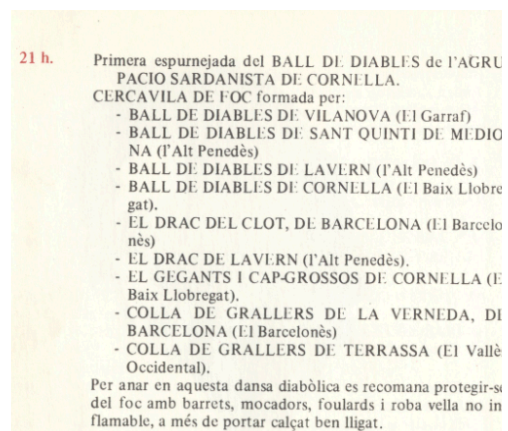 21 h. Primera espurnejada del BALL DE DIABLES de l'AGRU
PACIO SARDANISTA DE CORNELLA.
CERCAVILA DE FOC formada per:
- BALL DE DIABLES DE VILANOVA (El Garraf)
- BALL DE DIABLES DE SANT QUINTI DE MEDIO
NA (l'Alt Penedès)
- BALL DE DIABLES DE LAVERN (l'Alt Penedès)
- BALL DE DIABLES DE CORNELLA (El Baix Llobre
gat).
- EL DRAC DEL CLOT, DE BARCELONA (El Barcelo
nès)
- EL DRAC DE LAVERN (l'Alt Penedès).
- EL GEGANTS I CAP-GROSSOS DE CORNELLA (E
Baix Llobregat).
- COLLA DE GRALLERS DE LA VERNEDA, DE
BARCELONA (El Barcelonès)
- COLLA DE GRALLERS DE TERRASSA (El Vallè
Occidental).
Per anar en aquesta dansa diabòlica es recomana protegir-s
del foc amb barrets, mocadors, foulards i roba vella no in
flamable, a més de portar calçat ben lligat.